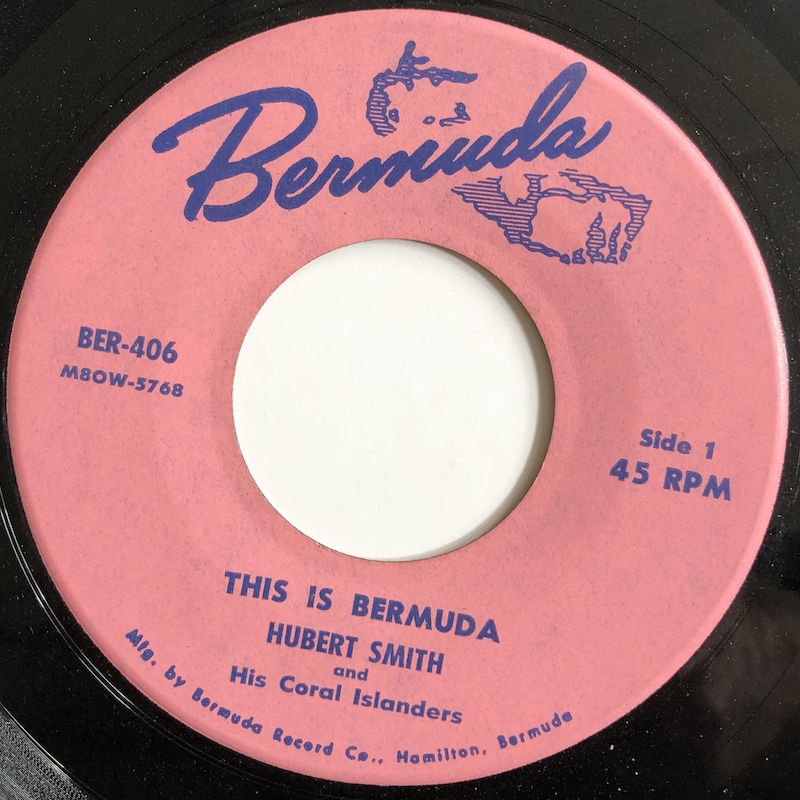 Bermuda
BER-406
M8OW-5768
Side 1
45 RPM
THIS IS BERMUDA
HUBERT SMITH
and
His Coral Islanders
Mfg. by Bermuda Record Co., Hamilton, Bermuda